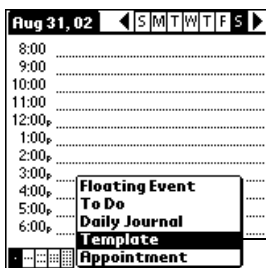 Aug 31, 02 S M T W T F S
8:00
9:00
10:00
11:00
12:00P
1:00P
2:00P
3:00P
4:00P
5:00P
6:00P
Floating Event
To Do
Daily Journal
Template
Appointment